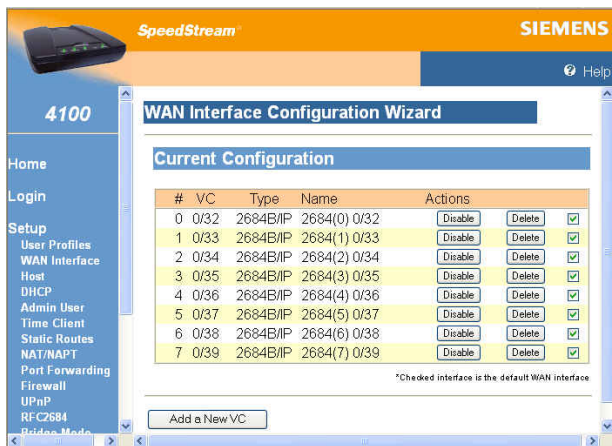 SpeedStream®
SIEMENS
Help
4100
Home
Login
Setup
User Profiles
WAN Interface
Host
DHCP
Admin User
Time Client
Static Routes
NAT/NAPT
Port Forwarding
Firewall
UPnP
RFC2684
Bridge Mode
WAN Interface Configuration Wizard
Current Configuration
# VC Type Name Actions
0 0/32 2684B/IP 2684(0) 0/32 Disable Delete
1 0/33 2684B/IP 2684(1) 0/33 Disable Delete
2 0/34 2684B/IP 2684(2) 0/34 Disable Delete
3 0/35 2684B/IP 2684(3) 0/35 Disable Delete
4 0/36 2684B/IP 2684(4) 0/36 Disable Delete
5 0/37 2684B/IP 2684(5) 0/37 Disable Delete
6 0/38 2684B/IP 2684(6) 0/38 Disable Delete
7 0/39 2684B/IP 2684(7) 0/39 Disable Delete
*Checked interface is the default WAN interface
Add a New VC